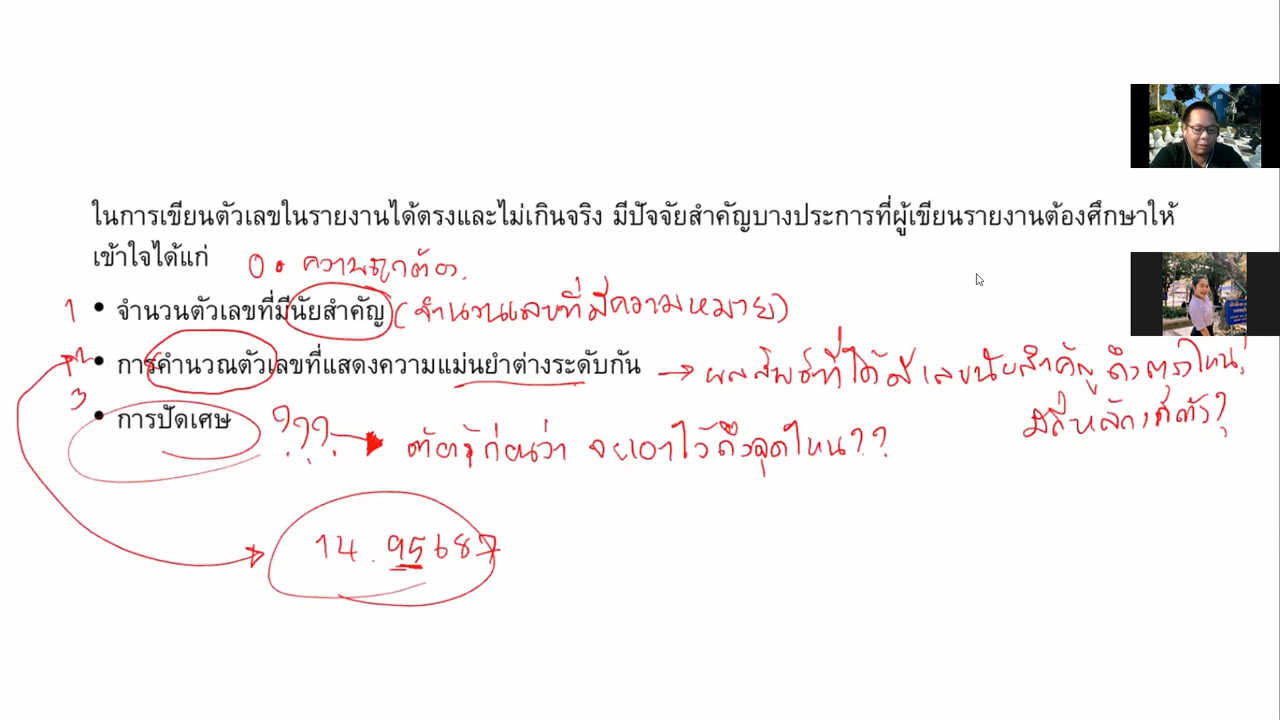 ในการเขียนตัวเลขในรายงานได้ตรงและไม่เกินจริง มีปัจจัยสำคัญบางประการที่ผู้เขียนรายงานต้องศึกษาให้
เข้าใจได้แก่
0. ความถูกต้อง.
1 • จำนวนตัวเลขที่มีนัยสำคัญ (จำนวนเลขที่มีความหมาย)
2 • การคำนวณตัวเลขที่แสดงความแม่นยำต่างระดับกัน → ผลลัพธ์ที่ได้มีเลขนัยสำคัญ ถึงตรงไหน?
มีกี่หลัก
3 • การปัดเศษ ??? → ต้องรู้ก่อนว่า จะเอาไว้ถึงจุดไหน??
14.95687